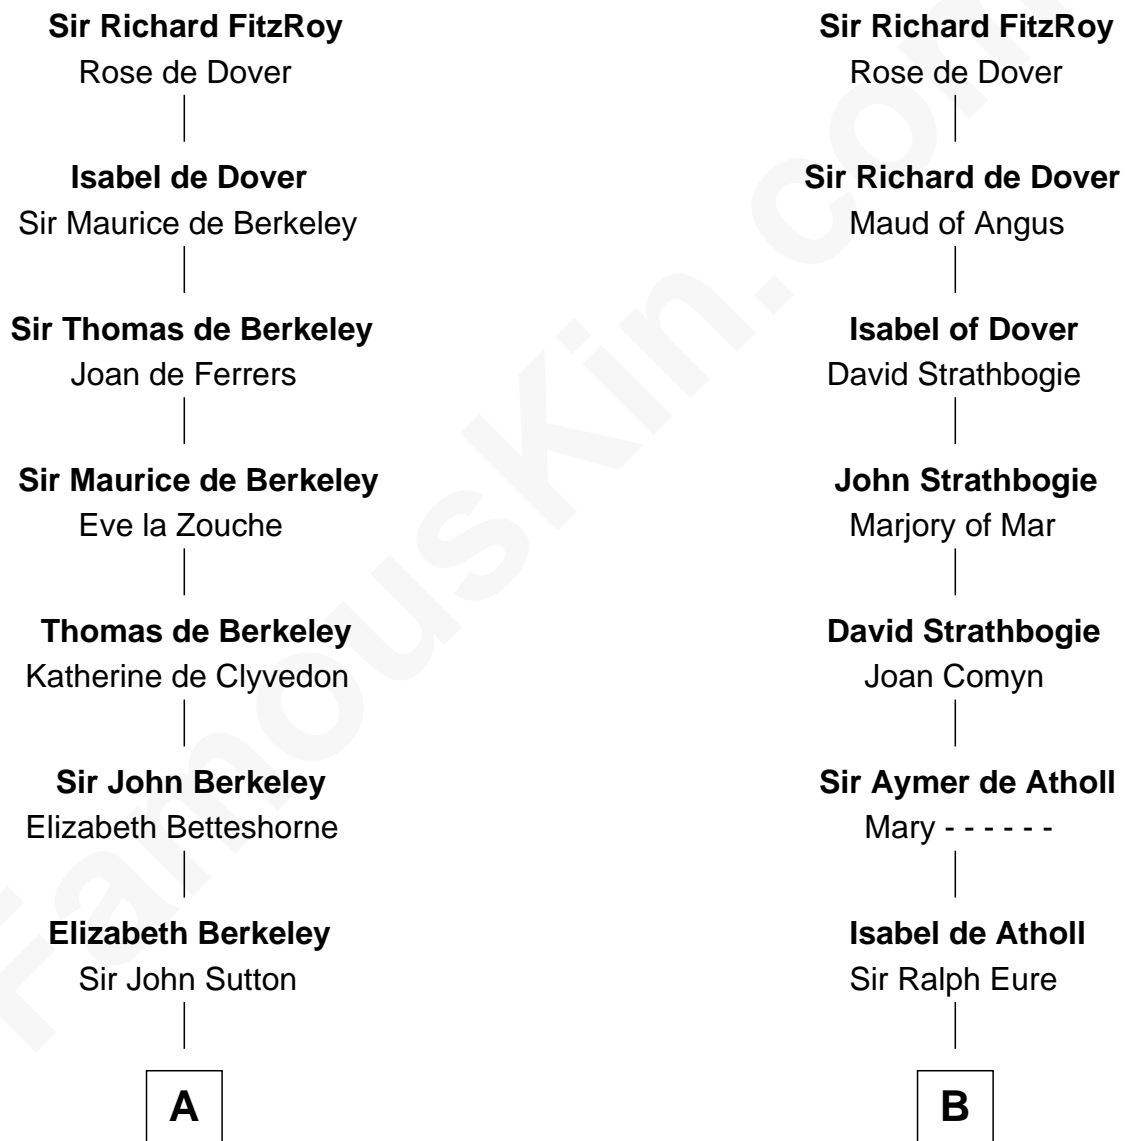 Sir Richard FitzRoy
Rose de Dover
Isabel de Dover
Sir Maurice de Berkeley
Sir Thomas de Berkeley
Joan de Ferrers
Sir Maurice de Berkeley
Eve la Zouche
Thomas de Berkeley
Katherine de Clyvedon
Sir John Berkeley
Elizabeth Betteshorne
Elizabeth Berkeley
Sir John Sutton
A
Sir Richard FitzRoy
Rose de Dover
Sir Richard de Dover
Maud of Angus
Isabel of Dover
David Strathbogie
John Strathbogie
Marjory of Mar
David Strathbogie
Joan Comyn
Sir Aymer de Atholl
Mary - - - - - -
Isabel de Atholl
Sir Ralph Eure
B
FamousKin.com